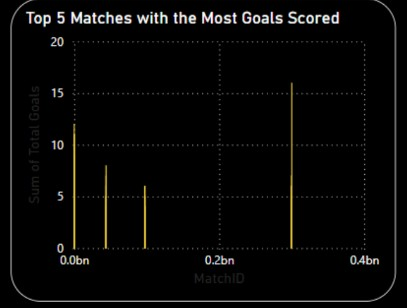 Top 5 Matches with the Most Goals Scored
Sum of Total Goals
20
15
10
5
0
0.0bn 0.2bn 0.4bn
MatchID